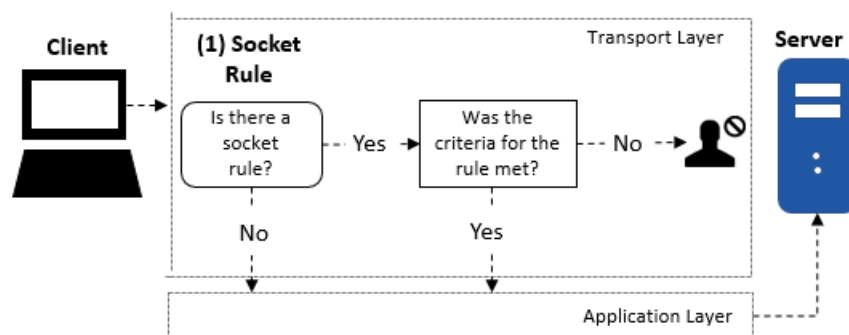 Client
(1) Socket
Rule
Transport Layer
Server
Is there a
socket
rule?
Yes
Was the
criteria for the
rule met?
No
No
Yes
Application Layer